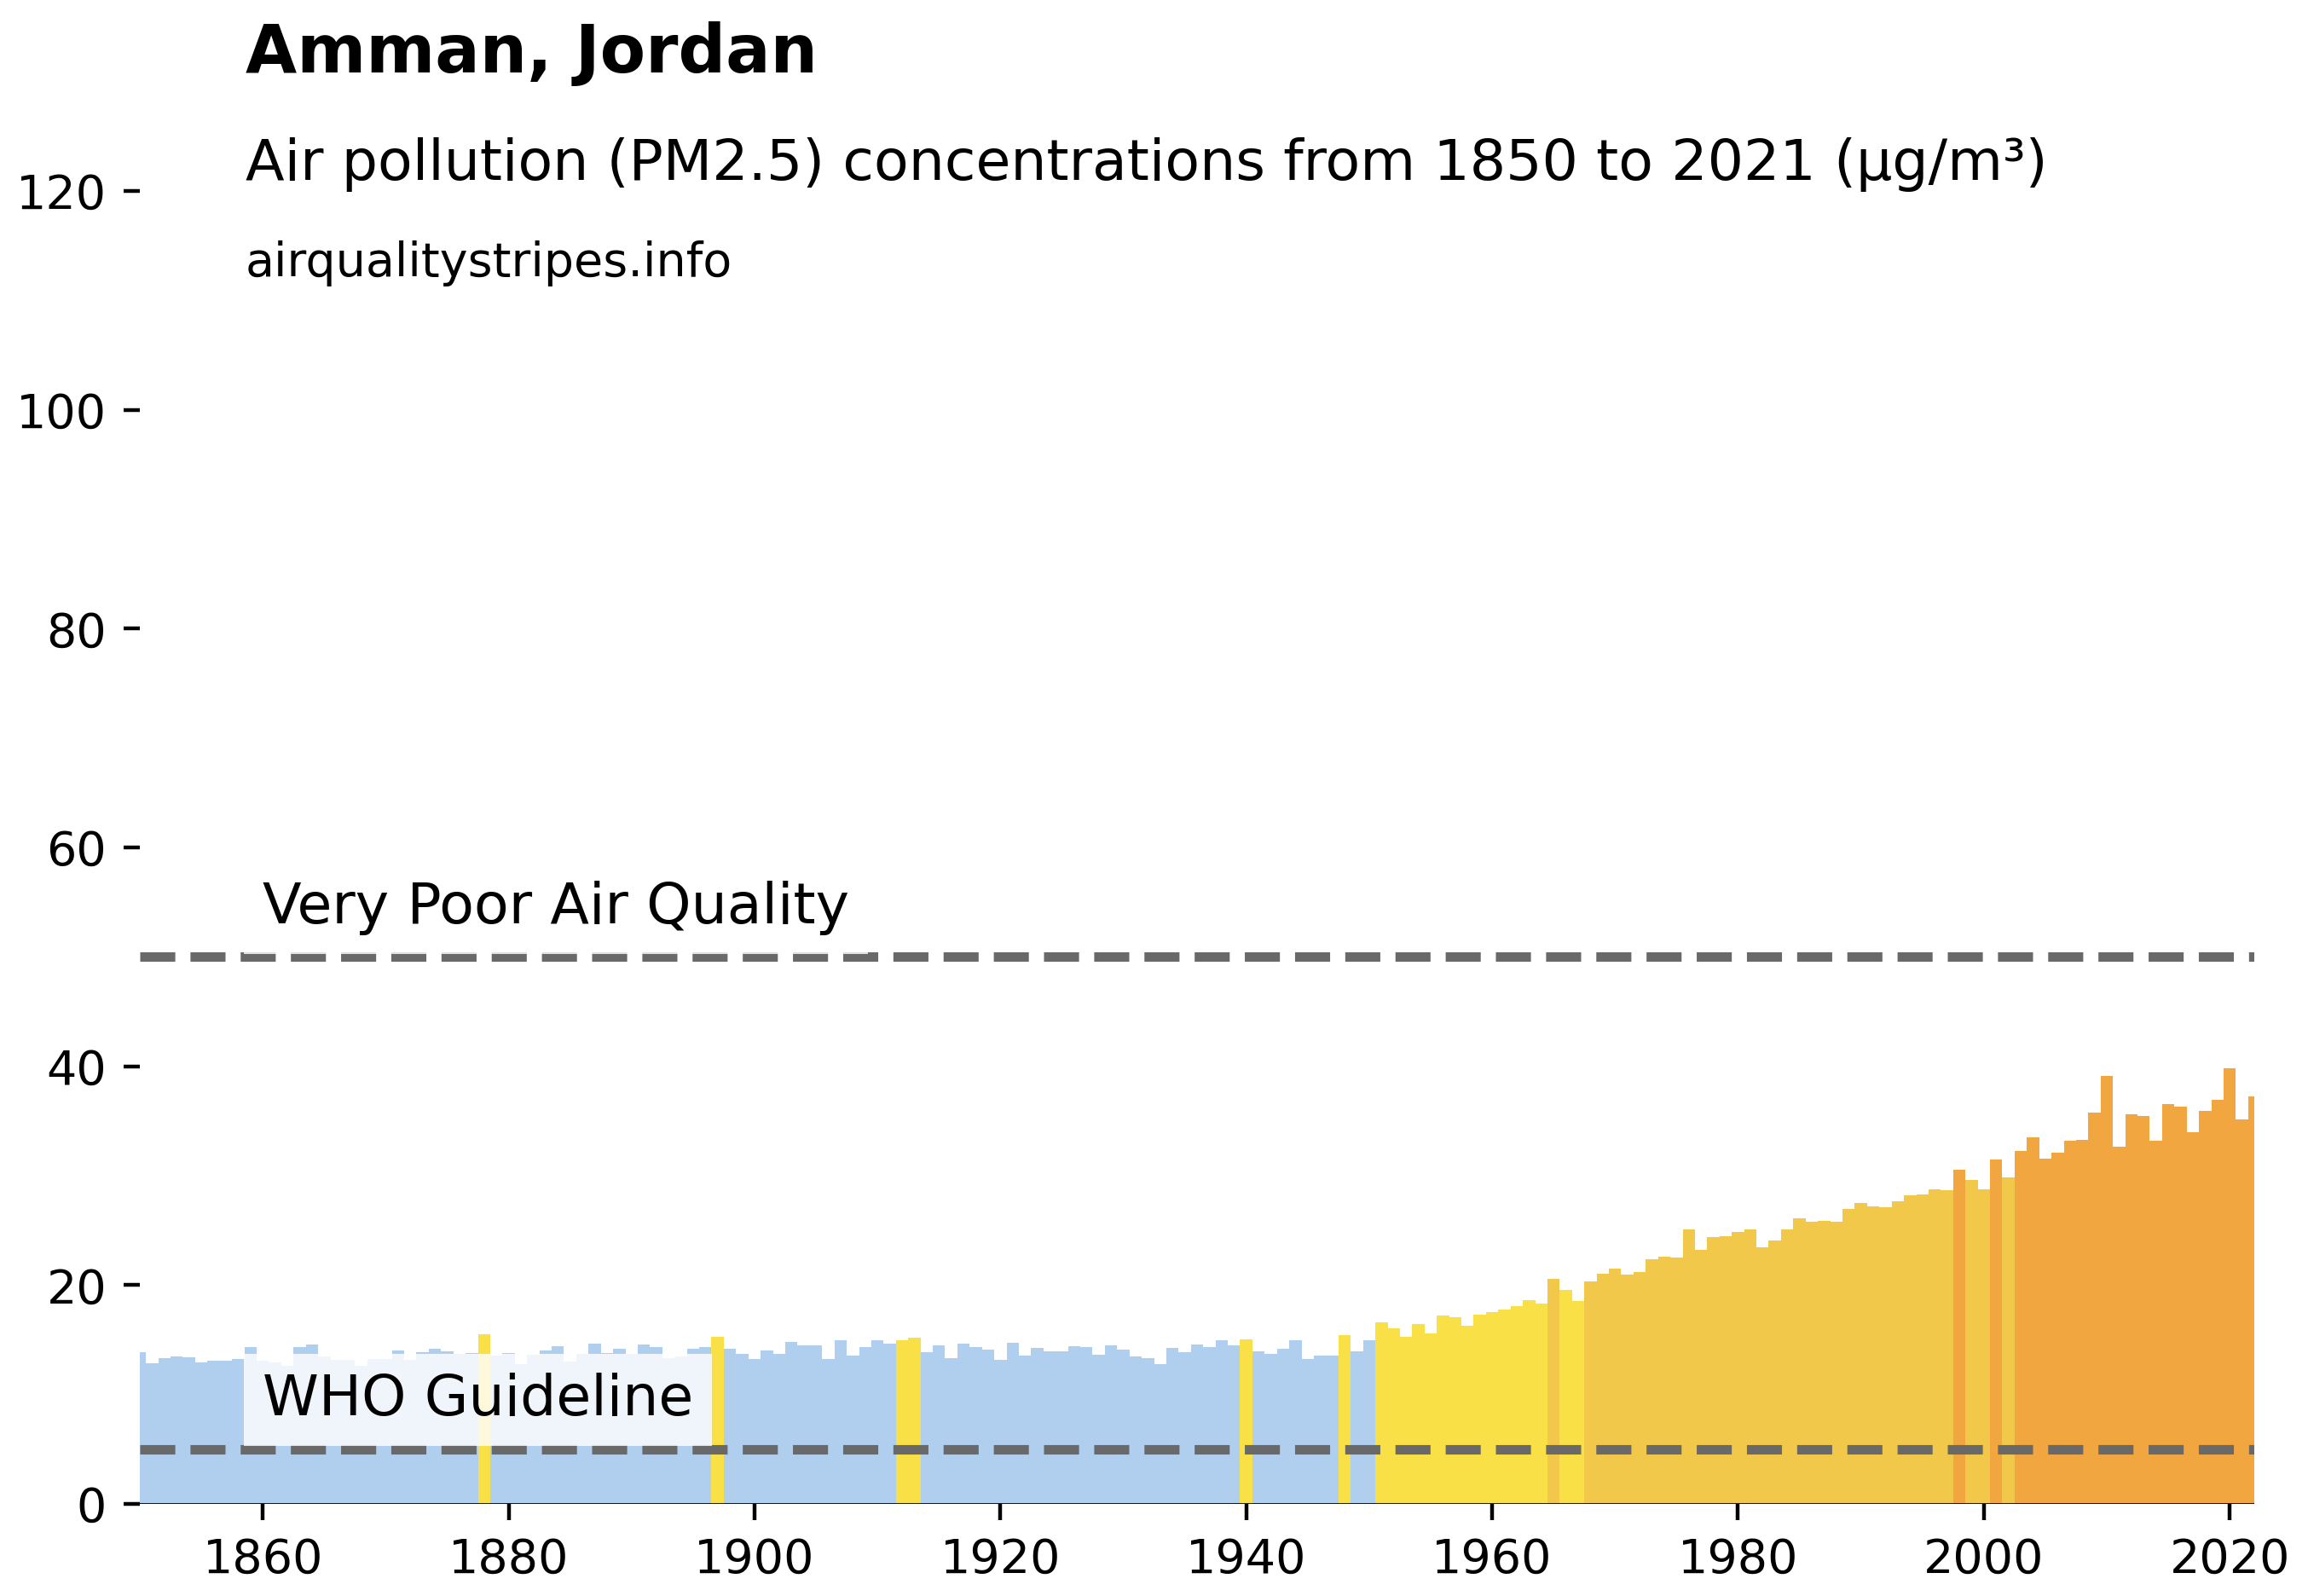 Amman, Jordan
Air pollution (PM2.5) concentrations from 1850 to 2021 (µg/m³)
airqualitystripes.info
120
100
80
60
Very Poor Air Quality
40
20
WHO Guideline
0
1860 1880 1900 1920 1940 1960 1980 2000 2020